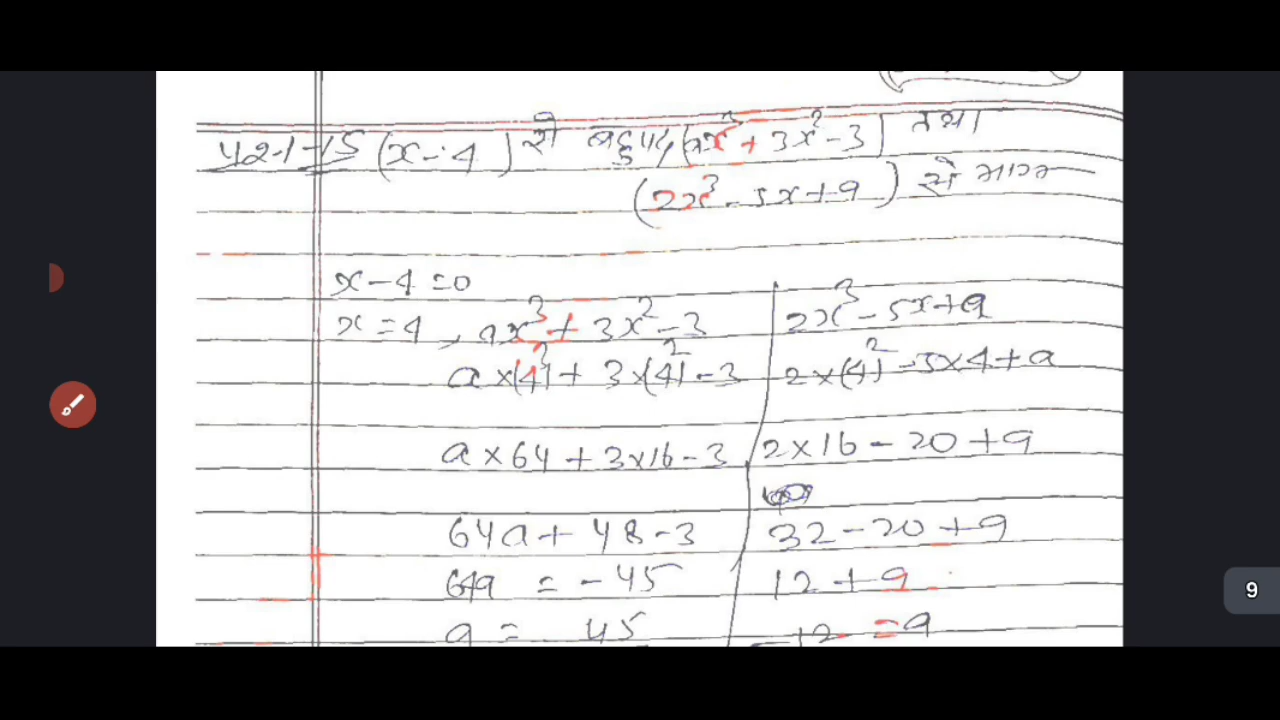 प्रश्न-15 (x-4) से बहुपद (ax³+3x²-3) तथा
(2x³-5x+a) से भाग
x-4=0
x=4, ax³+3x²-3
a×(4)³+3×(4)²-3
a×64+3×16-3
64a+48-3
64a = -45
a = 45
2x³-5x+a
2×(4)²-5×4+a
2×16-20+a
32-20+a
12+a
-12=a
9